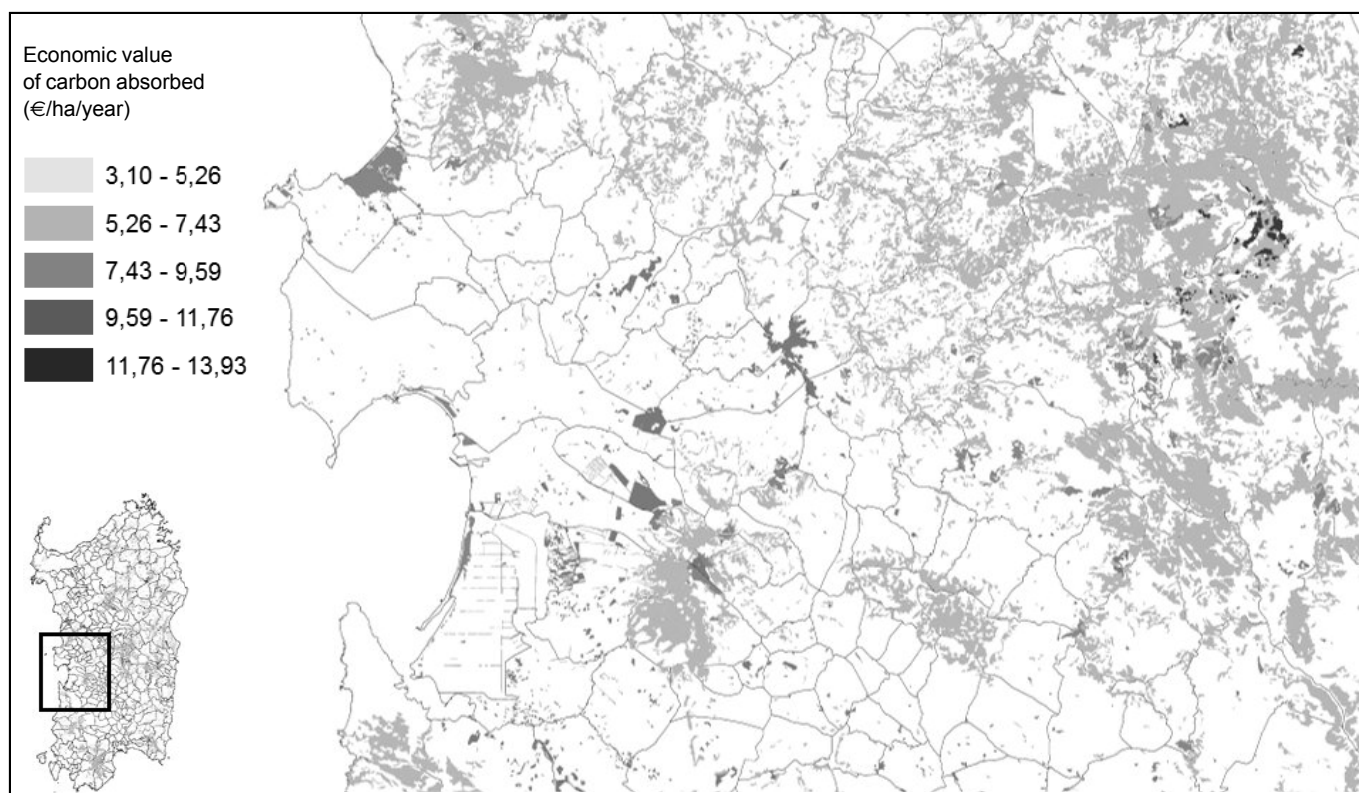 Economic value
of carbon absorbed
(€/ha/year)
3,10 - 5,26
5,26 - 7,43
7,43 - 9,59
9,59 - 11,76
11,76 - 13,93